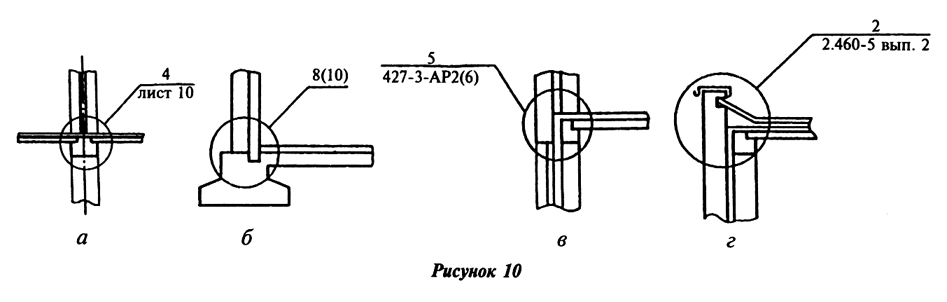 4
лист 10
8(10)
5
427-3-АР2(6)
2
2.460-5 вып. 2
а
б
в
г
Рисунок 10